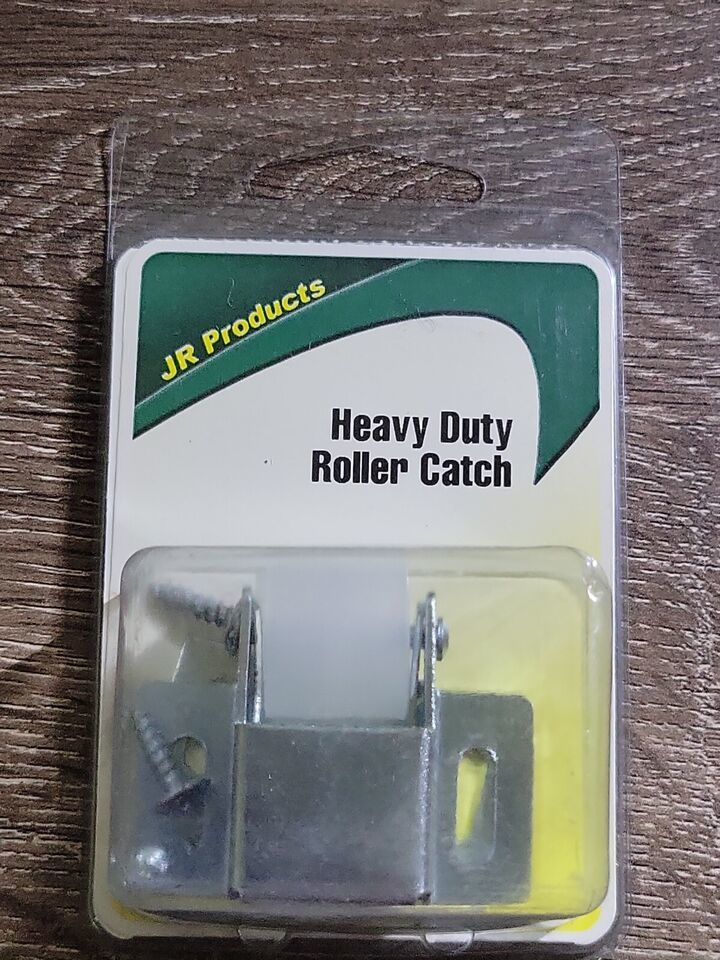 JR Products
Heavy Duty
Roller Catch